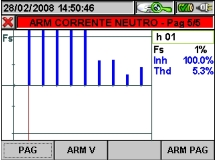 28/02/2008 14:50:46
ARM CORRENTE NEUTRO - Pag 5/5
Fs
h 01
Fs 1%
Inh 100.0%
Thd 5.3%
PAG ARM V ARM PAG